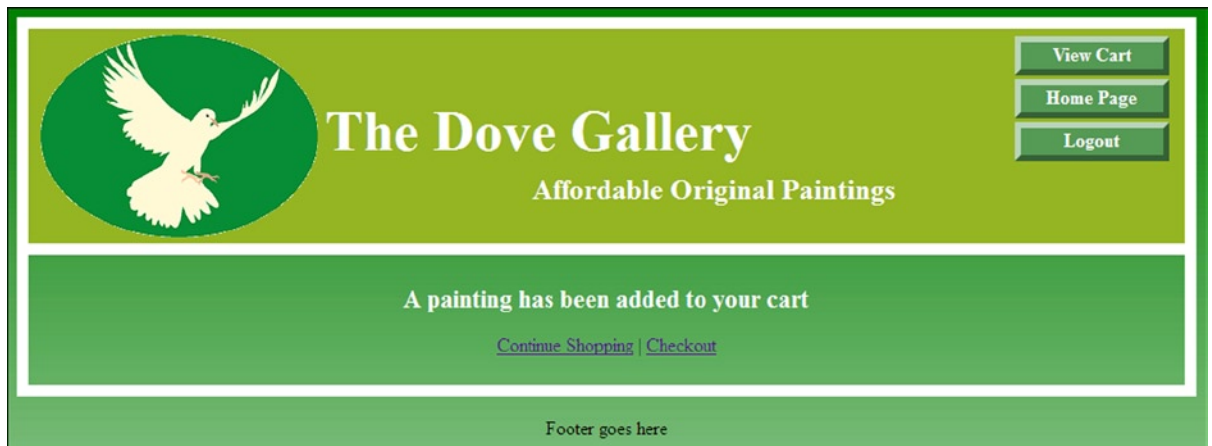 View Cart
Home Page
Logout
The Dove Gallery
Affordable Original Paintings
A painting has been added to your cart
Continue Shopping | Checkout
Footer goes here